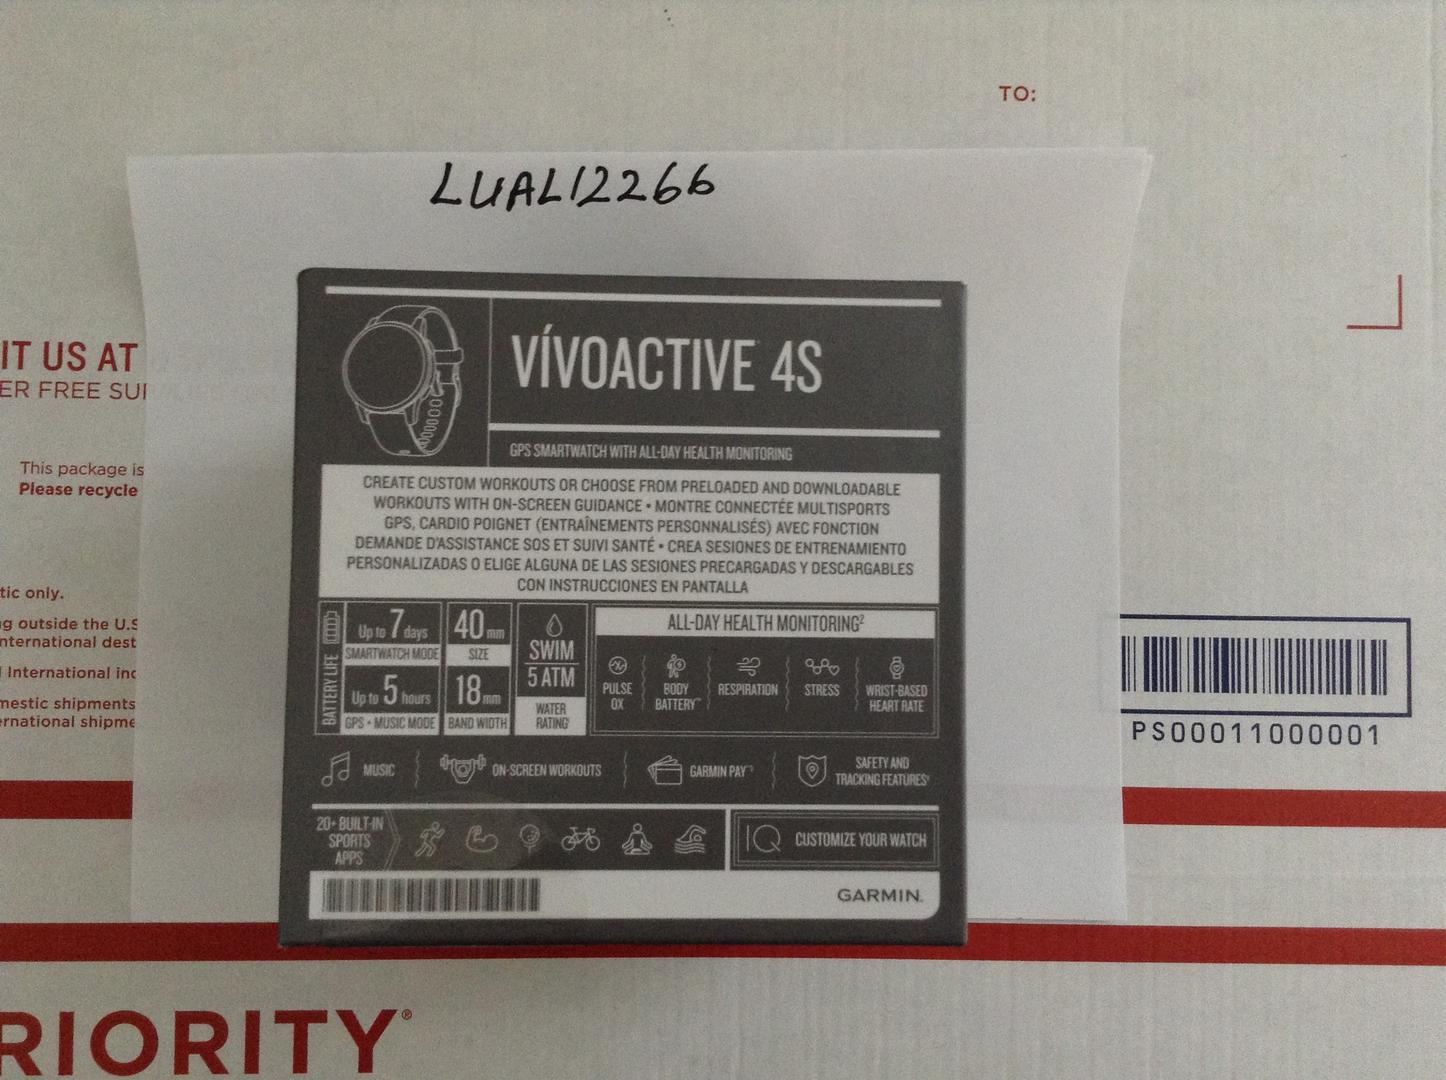 TO:
LUAL12266
IT US AT
ER FREE SUP
This package is
Please recycle
tic only.
g outside the U.S
nternational dest
International inc
mestic shipments
ernational shipme
VÍVOACTIVE 4S
GPS SMARTWATCH WITH ALL-DAY HEALTH MONITORING
CREATE CUSTOM WORKOUTS OR CHOOSE FROM PRELOADED AND DOWNLOADABLE
WORKOUTS WITH ON-SCREEN GUIDANCE • MONTRE CONNECTÉE MULTISPORTS
GPS, CARDIO POIGNET (ENTRAÎNEMENTS PERSONNALISÉS) AVEC FONCTION
DEMANDE D'ASSISTANCE SOS ET SUIVI SANTÉ • CREA SESIONES DE ENTRENAMIENTO
PERSONALIZADAS O ELIGE ALGUNA DE LAS SESIONES PRECARGADAS Y DESCARGABLES
CON INSTRUCCIONES EN PANTALLA
BATTERY LIFE
Up to 7 days
SMARTWATCH MODE
Up to 5 hours
GPS + MUSIC MODE
40 mm
SIZE
18 mm
BAND WIDTH
SWIM
5 ATM
WATER
RATING¹
ALL-DAY HEALTH MONITORING²
PULSE
OX
BODY
BATTERY™
RESPIRATION
STRESS
WRIST-BASED
HEART RATE
MUSIC
ON-SCREEN WORKOUTS
GARMIN PAY™
SAFETY AND
TRACKING FEATURES
20+ BUILT-IN
SPORTS
APPS
IQ
CUSTOMIZE YOUR WATCH
GARMIN.
PS00011000001
RIORITY®